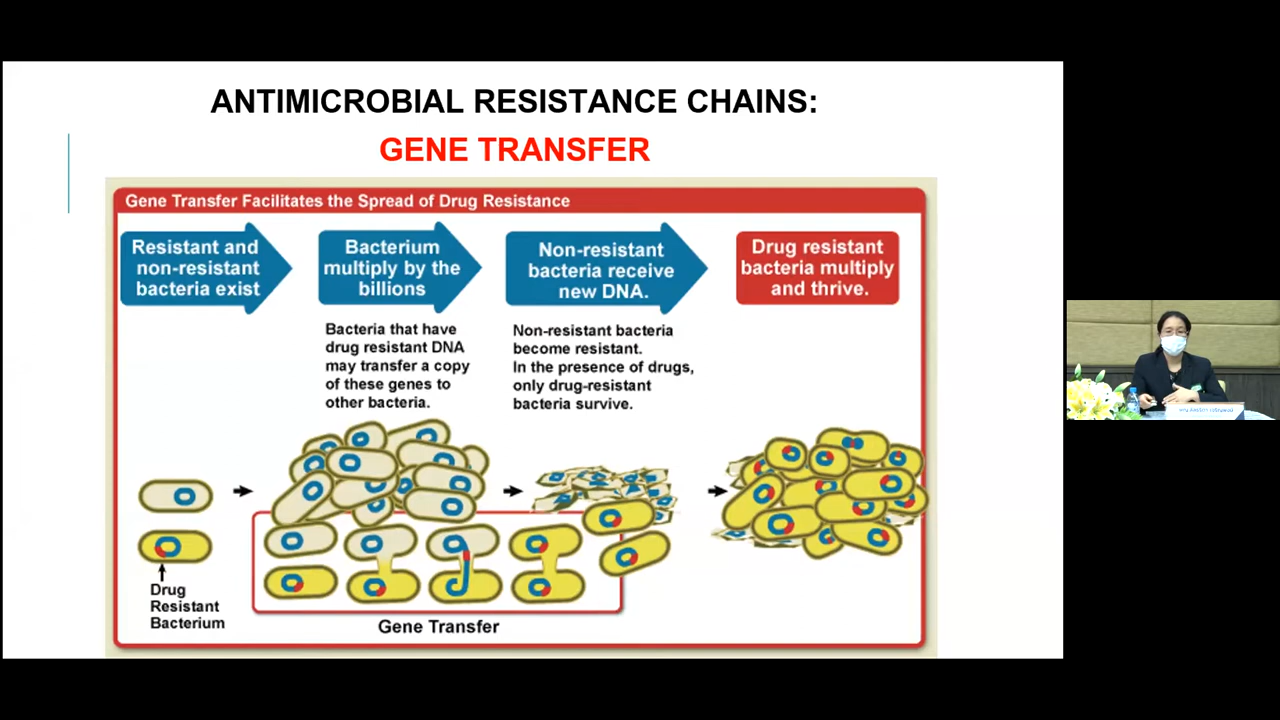 ANTIMICROBIAL RESISTANCE CHAINS:
GENE TRANSFER
Gene Transfer Facilitates the Spread of Drug Resistance
Resistant and
non-resistant
bacteria exist
Bacterium
multiply by the
billions
Non-resistant
bacteria receive
new DNA.
Drug resistant
bacteria multiply
and thrive.
Bacteria that have
drug resistant DNA
may transfer a copy
of these genes to
other bacteria.
Non-resistant bacteria
become resistant.
In the presence of drugs,
only drug-resistant
bacteria survive.
Drug
Resistant
Bacterium
Gene Transfer